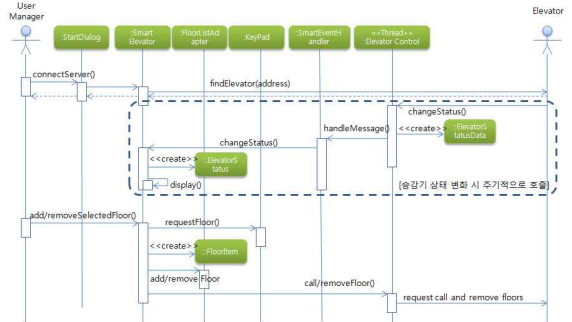 User
Manager
Elevator
:StartDialog
:Smart
Elevator
:FloorListAd
apter
:KeyPad
:SmartEventH
andler
<<Thread>>
:Elevator Control
connectServer()
findElevator(address)
changeStatus()
handleMessage()
<<create>>
:ElevatorS
tatusData
changeStatus()
<<create>>
:ElevatorS
tatus
display()
[승강기 상태 변화 시 주기적으로 호출]
add/removeSelectedFloor()
requestFloor()
<<create>>
:FloorItem
add/remove Floor
call/removeFloor()
request call and remove floors